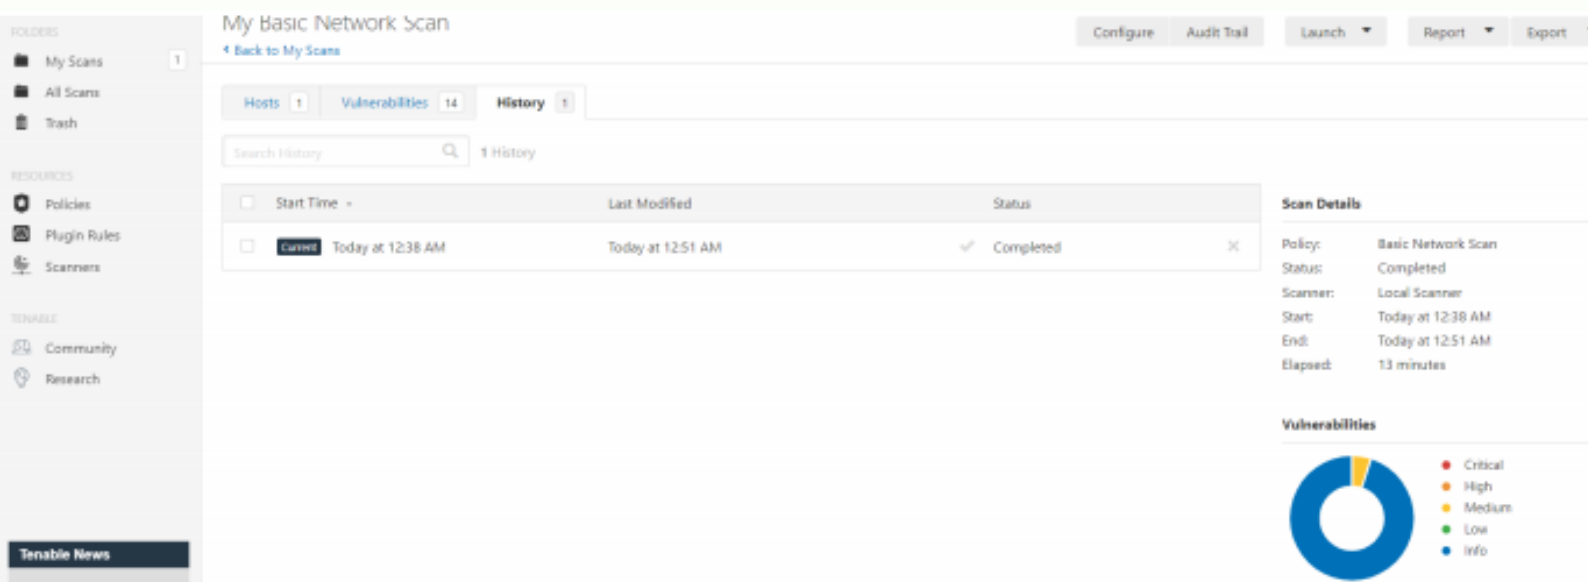 My Basic Network Scan
Back to My Scans
Configure
Audit Trail
Launch
Report
Export
FOLDERS
My Scans 1
All Scans
Trash
RESOURCES
Policies
Plugin Rules
Scanners
TENABLE
Community
Research
Tenable News
Hosts 1
Vulnerabilities 14
History 1
Search History
1 History
Start Time
Last Modified
Status
Current Today at 12:38 AM
Today at 12:51 AM
Completed
Scan Details
Policy: Basic Network Scan
Status: Completed
Scanner: Local Scanner
Start: Today at 12:38 AM
End: Today at 12:51 AM
Elapsed: 13 minutes
Vulnerabilities
Critical
High
Medium
Low
Info